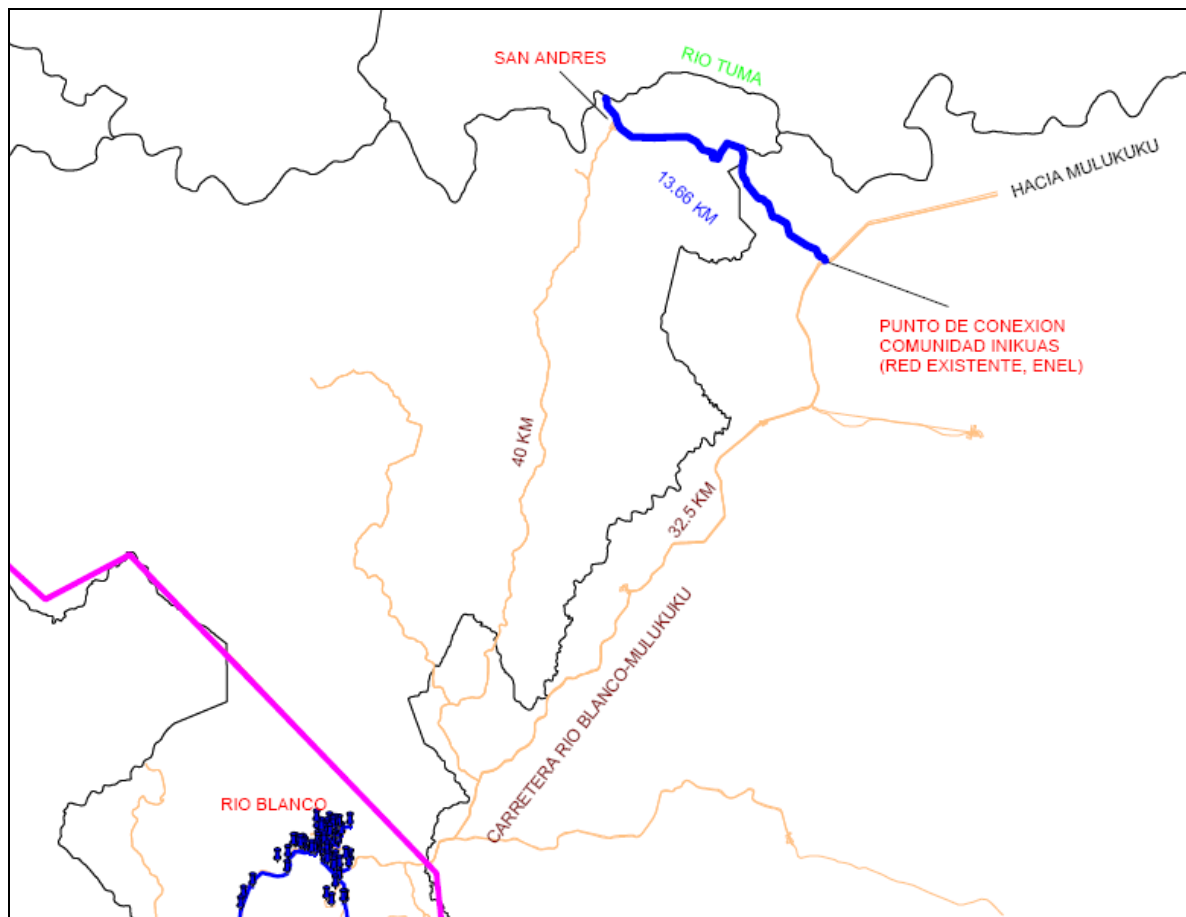 SAN ANDRES
RIO TUMA
HACIA MULUKUKU
13.66 KM
PUNTO DE CONEXION
COMUNIDAD INIKUAS
(RED EXISTENTE, ENEL)
40 KM
32.5 KM
CARRETERA RIO BLANCO-MULUKUKU
RIO BLANCO